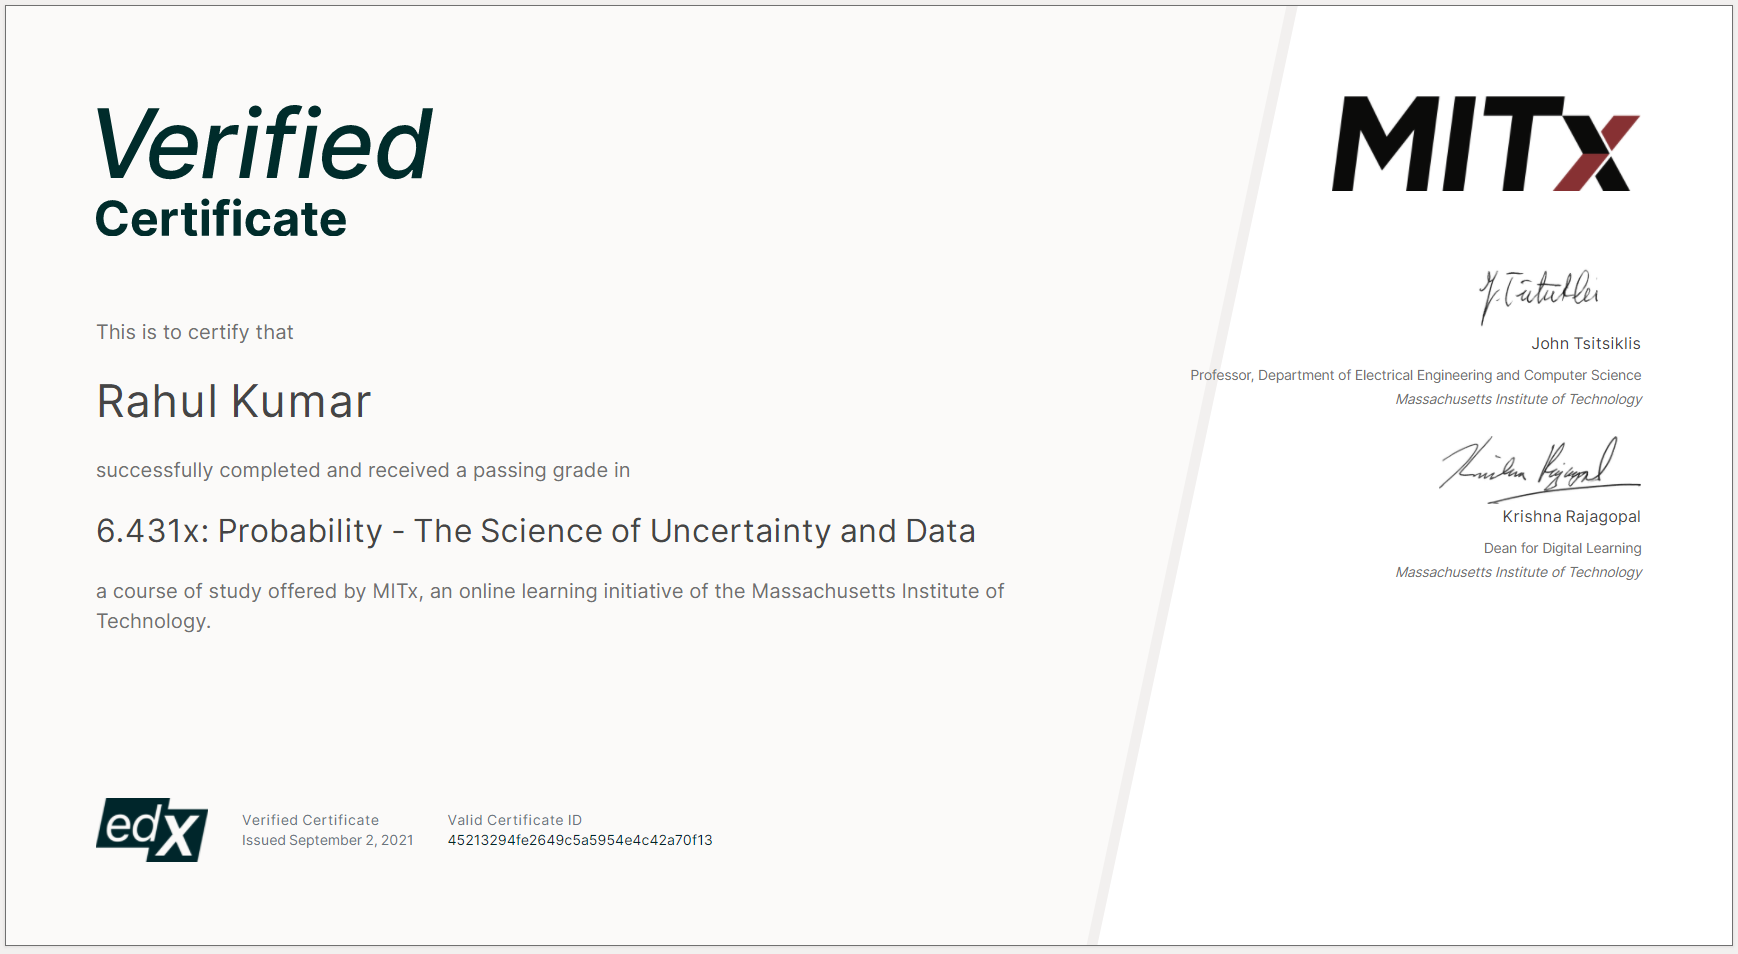 Verified
Certificate
This is to certify that
Rahul Kumar
successfully completed and received a passing grade in
6.431x: Probability - The Science of Uncertainty and Data
a course of study offered by MITx, an online learning initiative of the Massachusetts Institute of
Technology.
edX
Verified Certificate
Issued September 2, 2021
Valid Certificate ID
45213294fe2649c5a5954e4c42a70f13
MITx
John Tsitsiklis
Professor, Department of Electrical Engineering and Computer Science
Massachusetts Institute of Technology
Krishna Rajagopal
Dean for Digital Learning
Massachusetts Institute of Technology